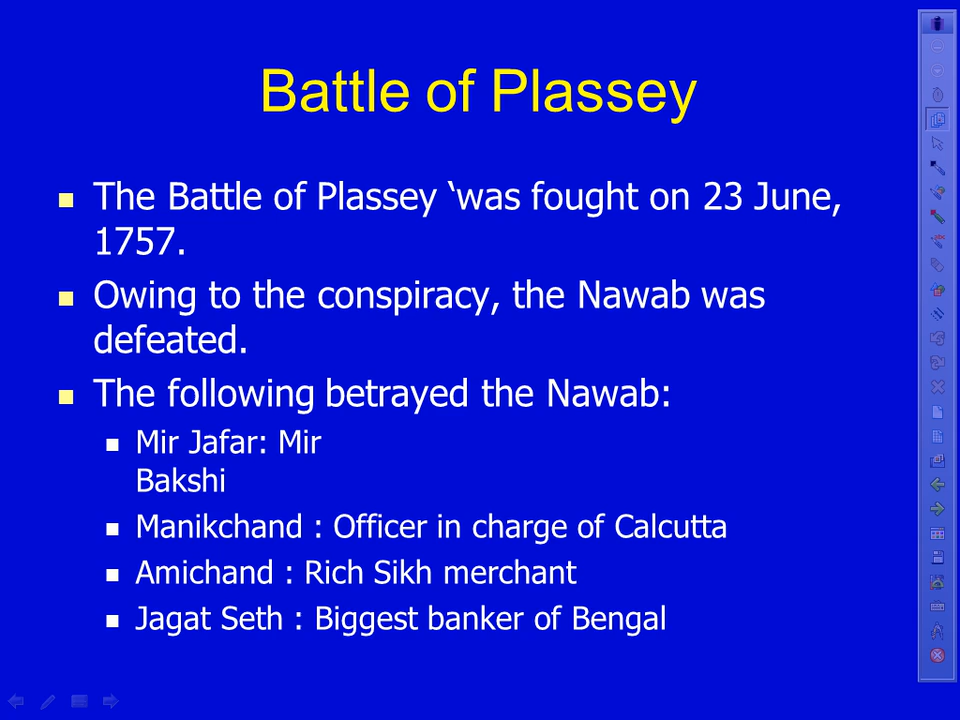 Battle of Plassey
The Battle of Plassey ‘was fought on 23 June,
1757.
Owing to the conspiracy, the Nawab was
defeated.
The following betrayed the Nawab:
Mir Jafar: Mir
Bakshi
Manikchand : Officer in charge of Calcutta
Amichand : Rich Sikh merchant
Jagat Seth : Biggest banker of Bengal